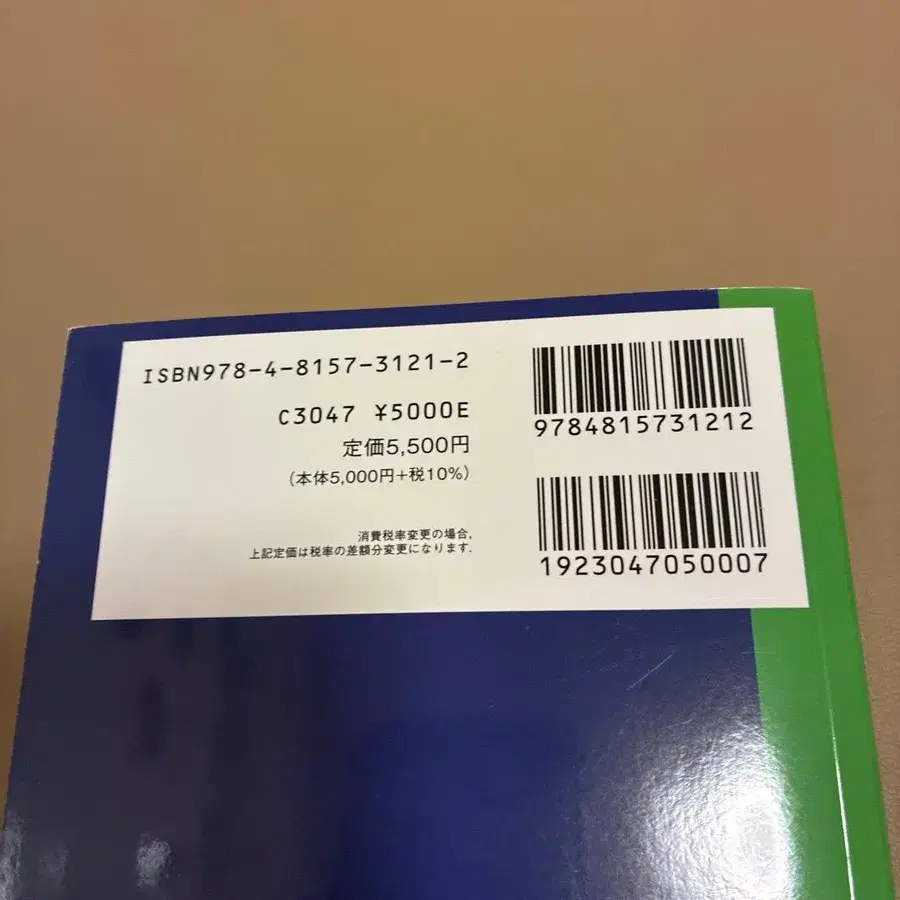 ISBN978-4-8157-3121-2
C3047 ¥5000E
定価5,500円
(本体5,000円+税10%)
消費税率変更の場合,
上記定価は税率の差額分変更になります.
9784815731212
1923047050007